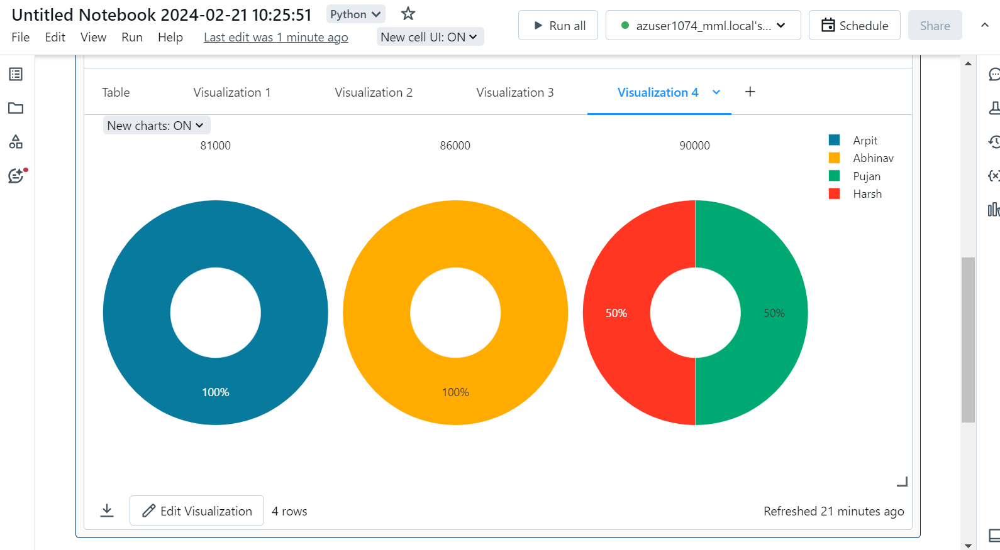 Untitled Notebook 2024-02-21 10:25:51 Python
File Edit View Run Help Last edit was 1 minute ago New cell UI: ON
Run all azuser1074_mml.local's... Schedule Share
Table Visualization 1 Visualization 2 Visualization 3 Visualization 4 +
New charts: ON
81000 86000 90000
Arpit
Abhinav
Pujan
Harsh
50% 50%
100% 100%
Edit Visualization 4 rows Refreshed 21 minutes ago